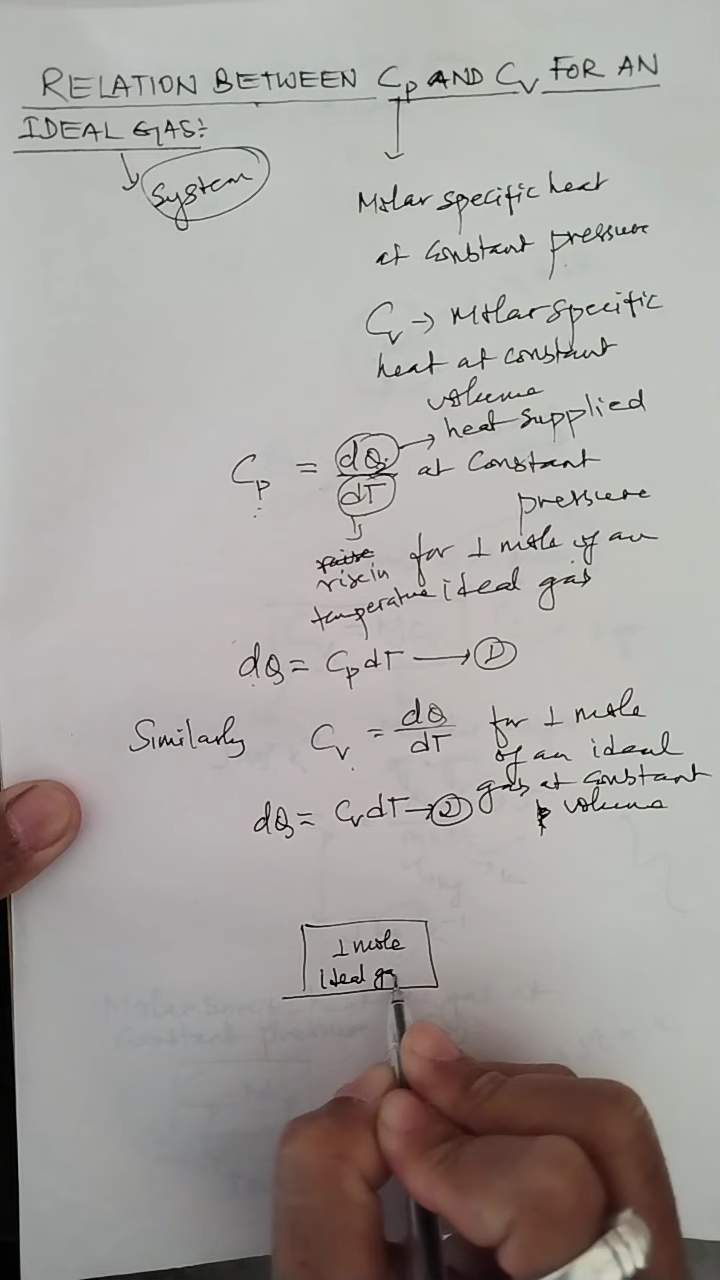 RELATION BETWEEN Cp AND Cv FOR AN
IDEAL GAS:
System
Molar specific heat
at constant pressure
Cv → Molar specific
heat at constant
volume
Cp = dQ/dT → heat supplied
at constant
pressure
rise in
temperature
for 1 mole of an
ideal gas
dQ = CpdT → ①
Similarly Cv = dQ/dT for 1 mole
of an ideal
gas at constant
volume
dQ = CvdT → ②
1 mole
ideal ga